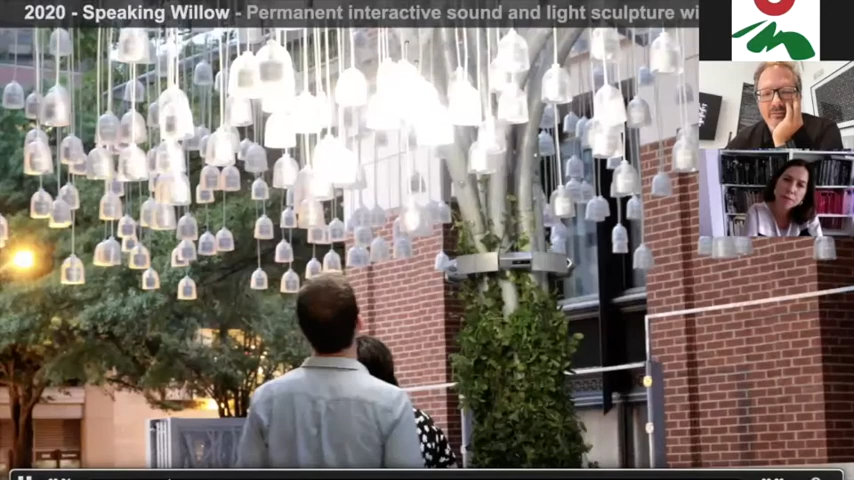 2020 - Speaking Willow - Permanent interactive sound and light sculpture wi